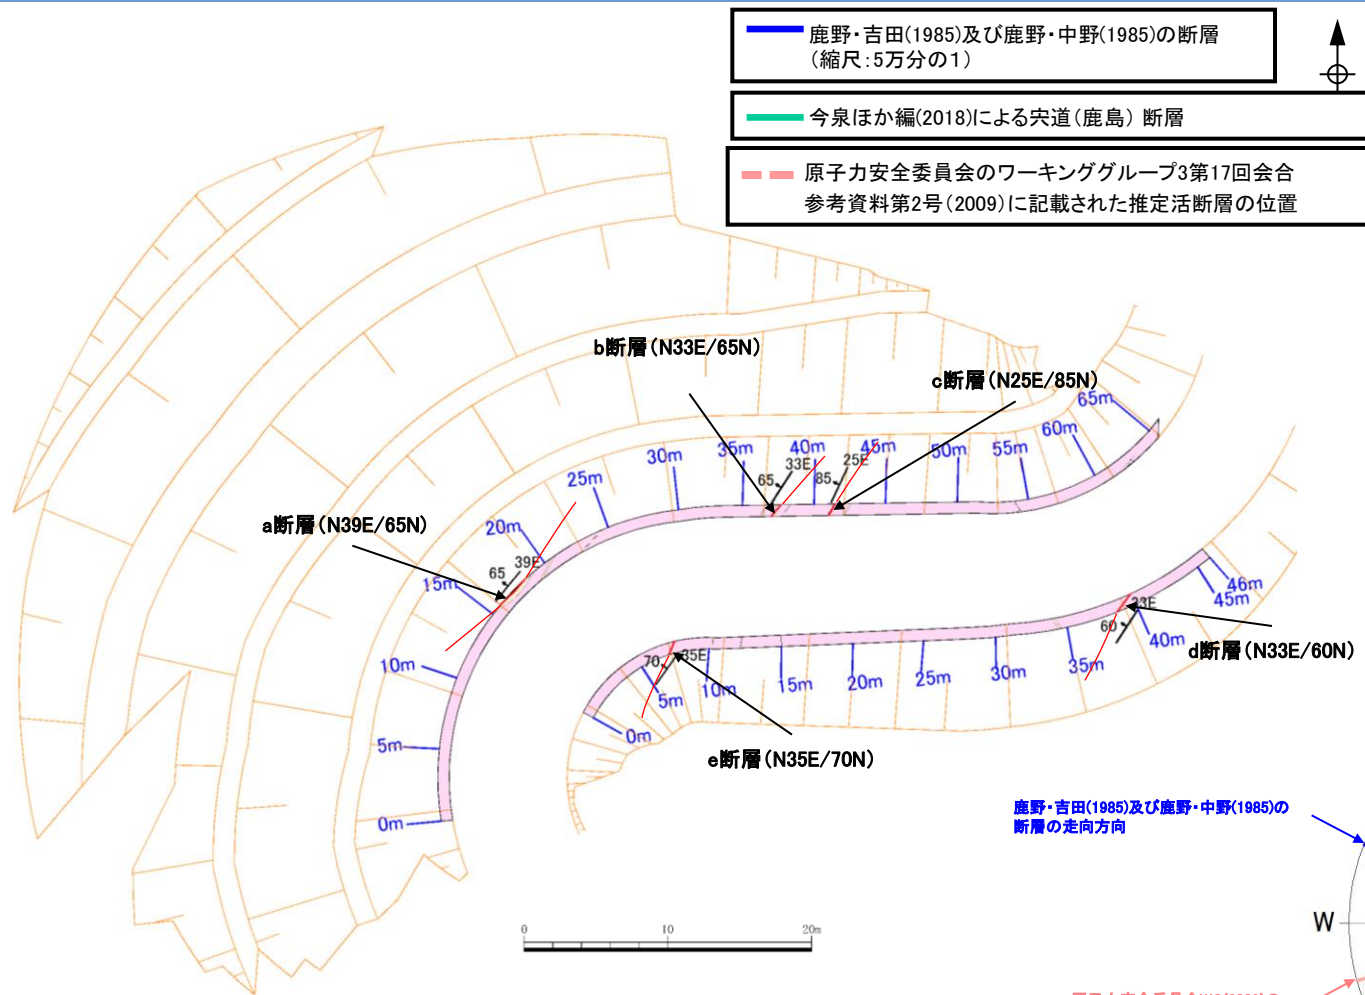 鹿野・吉田(1985)及び鹿野・中野(1985)の断層
(縮尺：5万分の1)
今泉ほか編(2018)による宍道(鹿島) 断層
原子力安全委員会のワーキンググループ3第17回会合
参考資料第2号(2009)に記載された推定活断層の位置
b断層(N33E/65N)
c断層(N25E/85N)
65m
60m
55m
50m
45m
40m
35m
30m
25m
33E
65
25E
85
a断層(N39E/65N)
20m
39E
65
15m
10m
5m
0m
46m
45m
33E
60
40m
d断層(N33E/60N)
35m
30m
25m
20m
15m
10m
35E
70
5m
0m
e断層(N35E/70N)
鹿野・吉田(1985)及び鹿野・中野(1985)の
断層の走向方向
W
0 10 20m